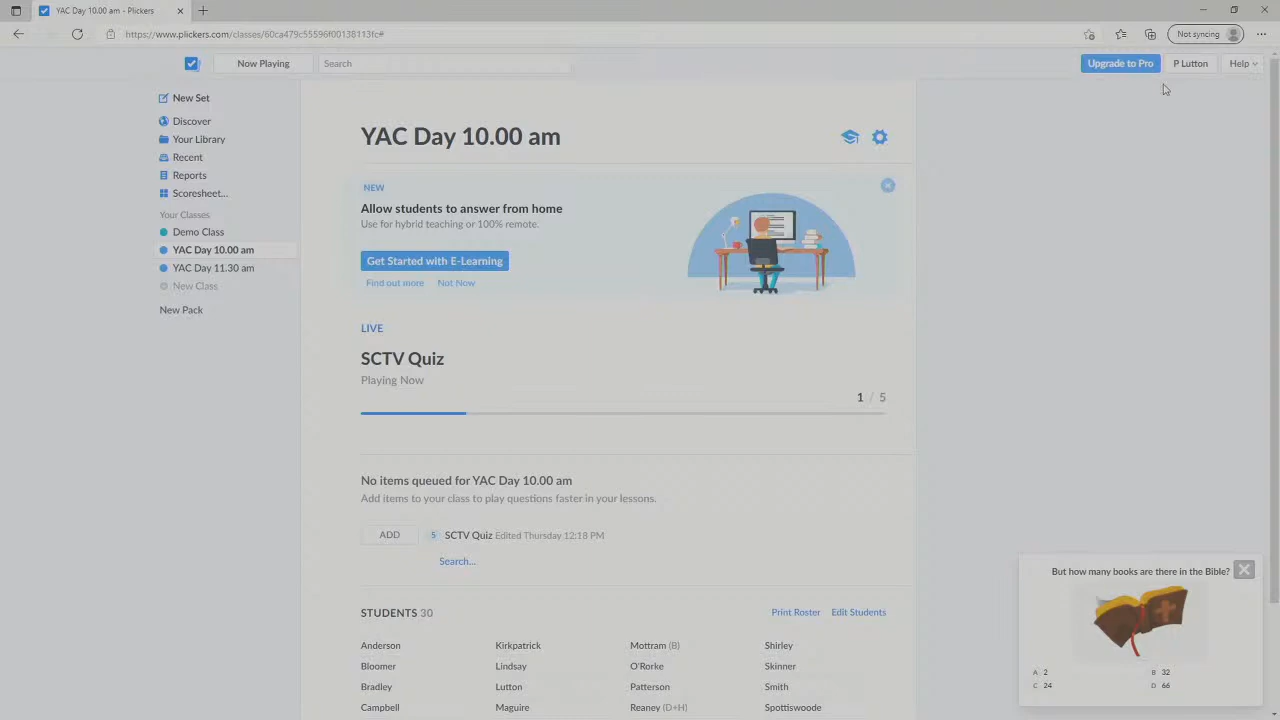 YAC Day 10.00 am - Plickers
https://www.plickers.com/classes/60ca479c55596f00138113fc#
Not syncing
Now Playing
Search
Upgrade to Pro
P Lutton
Help
New Set
Discover
Your Library
Recent
Reports
Scoresheet...
Your Classes
Demo Class
YAC Day 10.00 am
YAC Day 11.30 am
New Class
New Pack
YAC Day 10.00 am
NEW
Allow students to answer from home
Use for hybrid teaching or 100% remote.
Get Started with E-Learning
Find out more Not Now
LIVE
SCTV Quiz
Playing Now
1 / 5
No items queued for YAC Day 10.00 am
Add items to your class to play questions faster in your lessons.
ADD 5 SCTV Quiz Edited Thursday 12:18 PM
Search...
STUDENTS 30 Print Roster Edit Students
Anderson Kirkpatrick Mottram (B) Shirley
Bloomer Lindsay O'Rorke Skinner
Bradley Lutton Patterson Smith
Campbell Maguire Reaney (D+H) Spottiswoode
But how many books are there in the Bible?
A 2 B 32
C 24 D 66